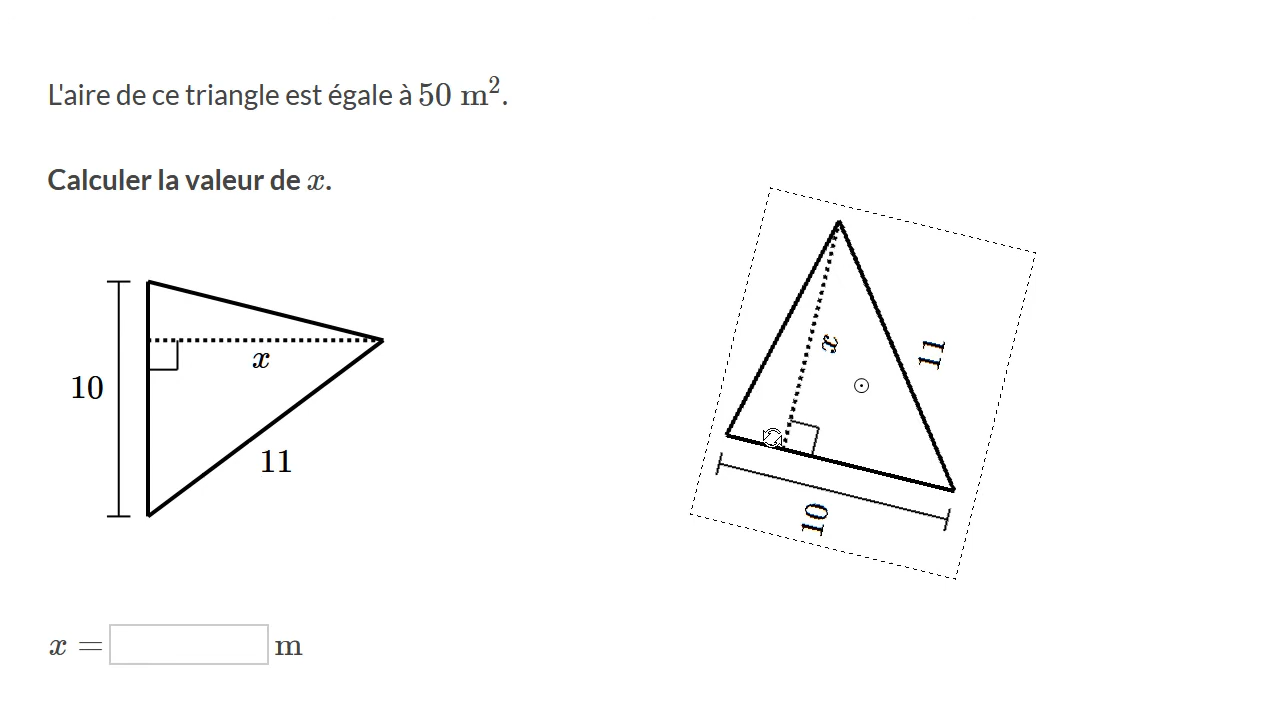 L'aire de ce triangle est égale à 50 m².
Calculer la valeur de x.
10
x
11
x
11
10
x = m